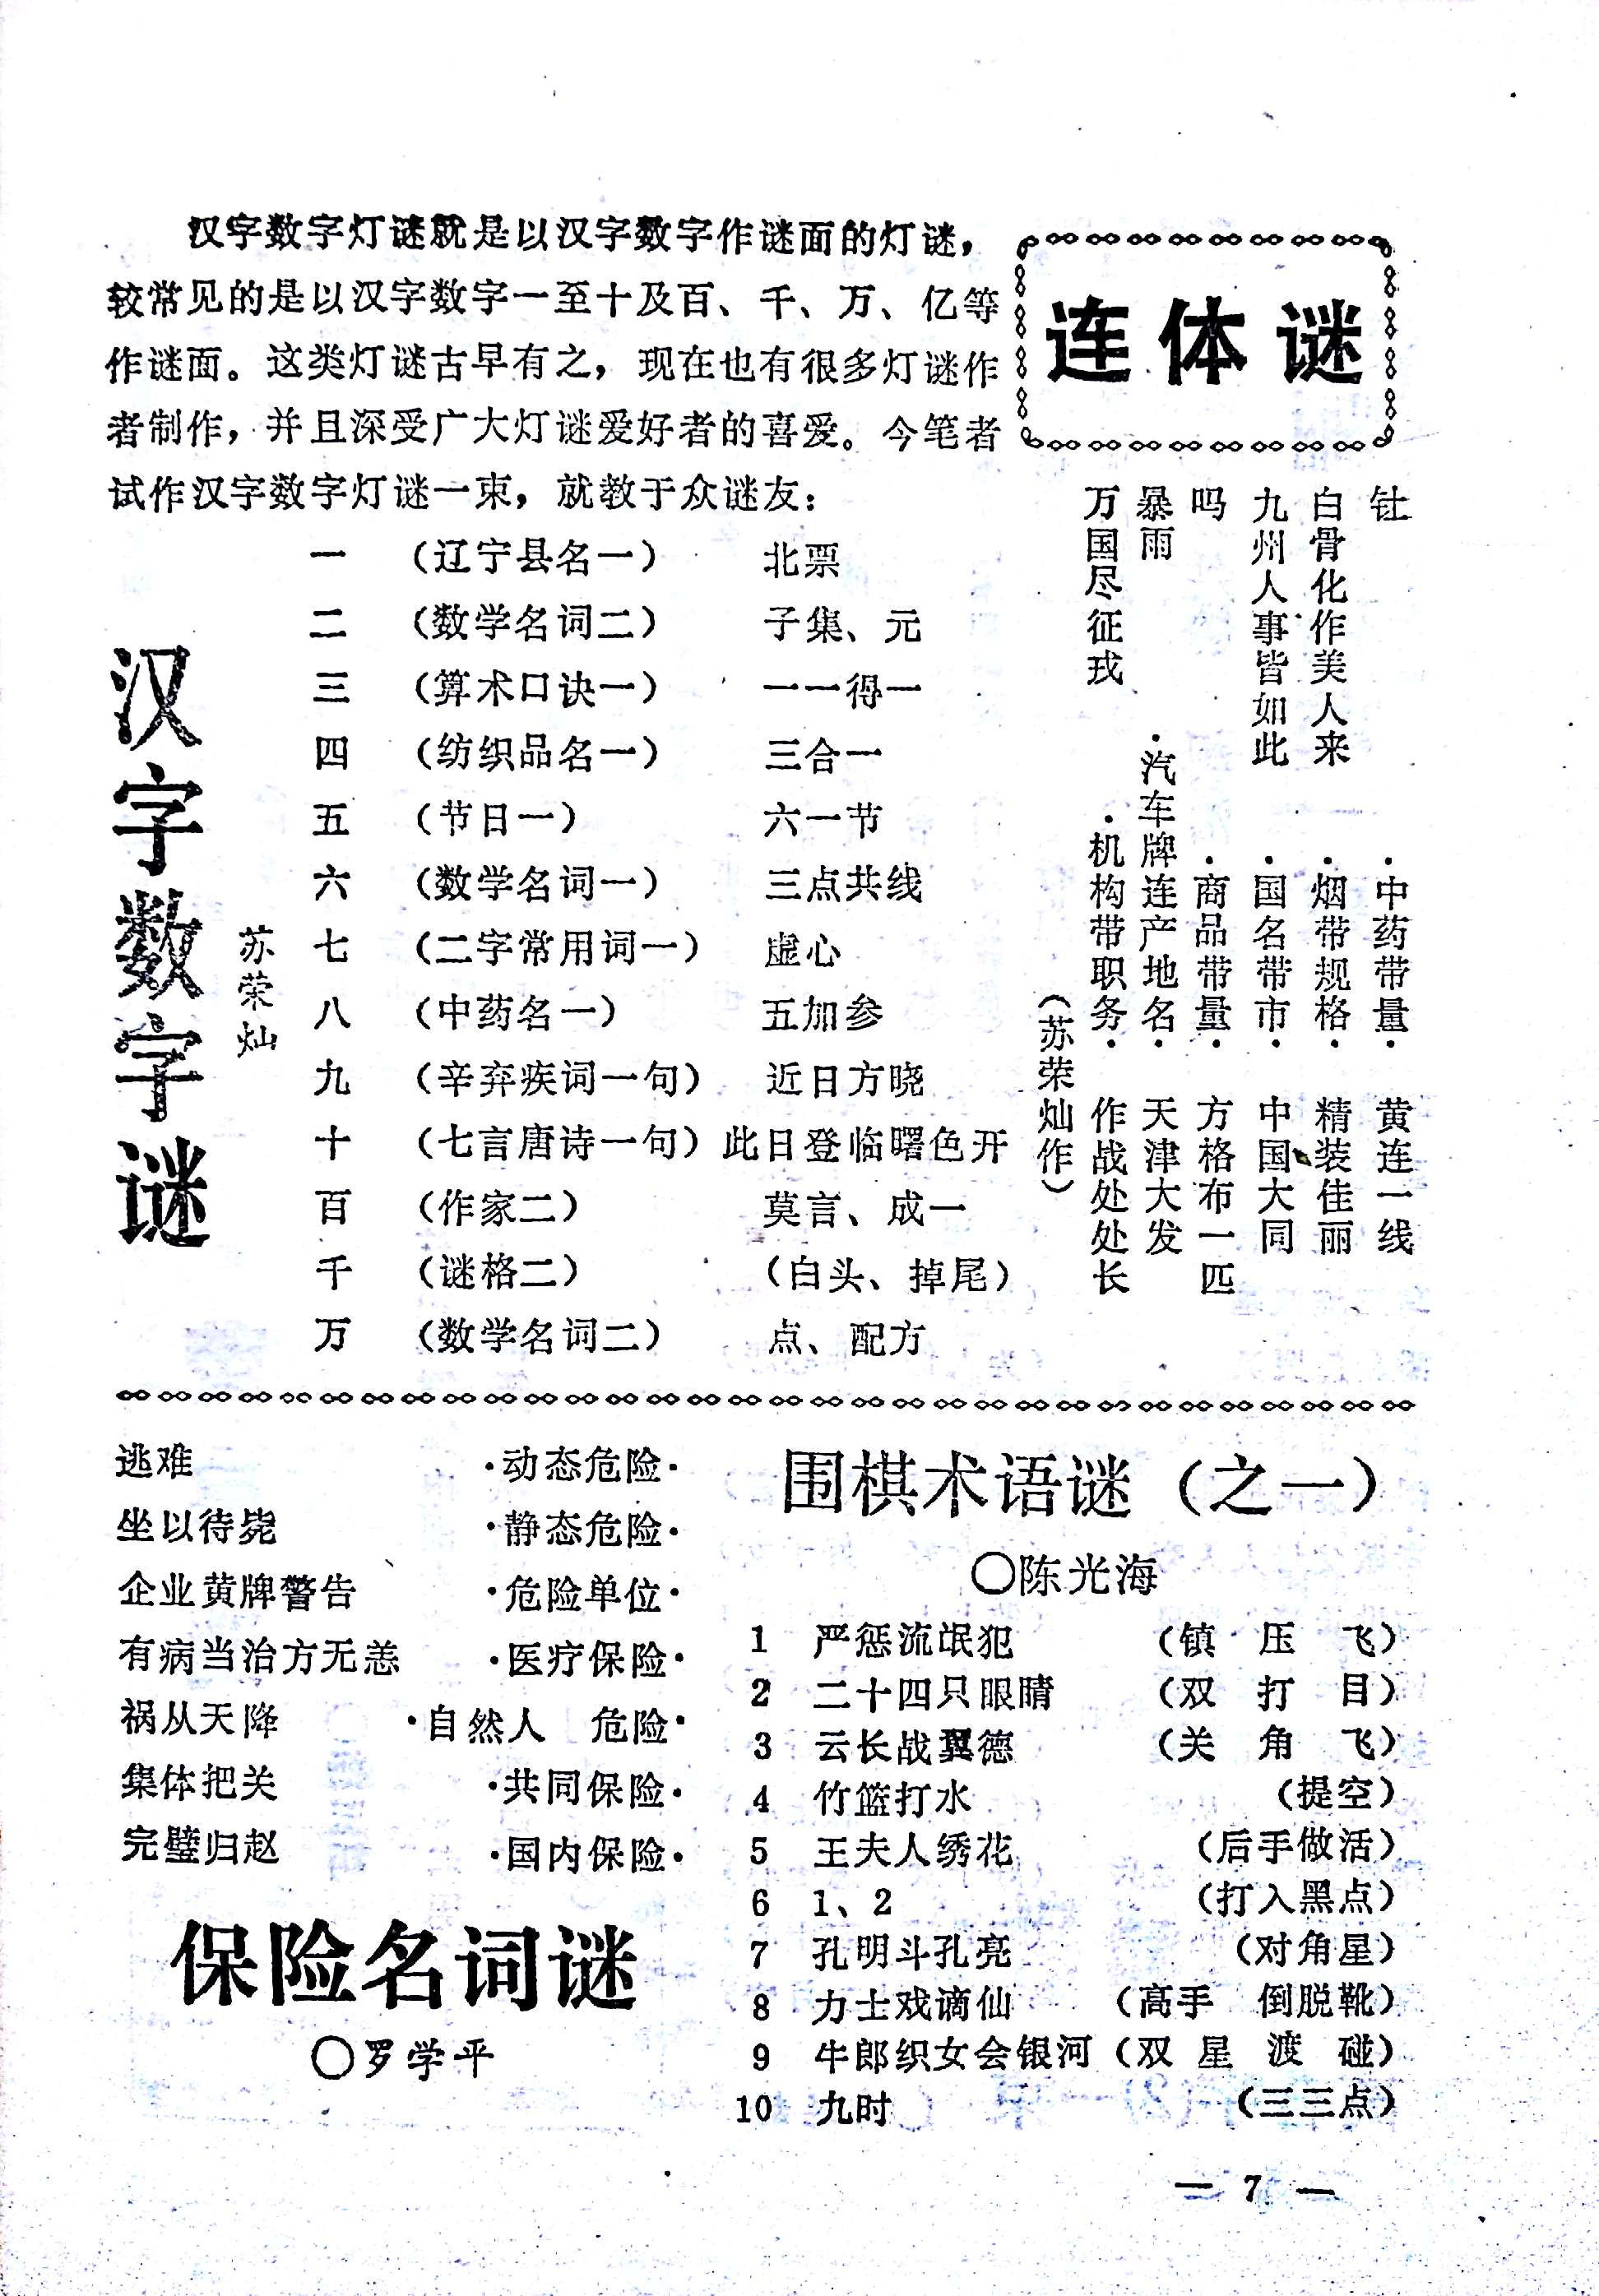 汉字数字灯谜就是以汉字数字作谜面的灯谜，
较常见的是以汉字数字一至十及百、千、万、亿等
作谜面。这类灯谜古早有之，现在也有很多灯谜作
者制作，并且深受广大灯谜爱好者的喜爱。今笔者
试作汉字数字灯谜一束，就教于众谜友：
汉字数字谜
苏荣灿
一 （辽宁县名一） 北票
二 （数学名词二） 子集、元
三 （算术口诀一） 一一得一
四 （纺织品名一） 三合一
五 （节日一） 六一节
六 （数学名词一） 三点共线
七 （二字常用词一） 虚心
八 （中药名一） 五加参
九 （辛弃疾词一句） 近日方晓
十 （七言唐诗一句） 此日登临曙色开
百 （作家二） 莫言、成一
千 （谜格二） （白头、掉尾）
万 （数学名词二） 点、配方
连体谜
钍 ·中药带量· 黄连一线
白骨化作美人来 ·烟带规格· 精装佳丽
九州人事皆如此 ·国名带市· 中国大同
吗 ·商品带量· 方格布一匹
暴雨 ·汽车牌连产地名· 天津大发
万国尽征戎 ·机构带职务· 作战处处长
（苏荣灿作）
逃难 ·动态危险·
坐以待毙 ·静态危险·
企业黄牌警告 ·危险单位·
有病当治方无恙 ·医疗保险·
祸从天降 ·自然人 危险·
集体把关 ·共同保险·
完璧归赵 ·国内保险·
保险名词谜
○罗学平
围棋术语谜（之一）
○陈光海
1 严惩流氓犯 （镇 压 飞）
2 二十四只眼睛 （双 打 目）
3 云长战翼德 （关 角 飞）
4 竹篮打水 （提空）
5 王夫人绣花 （后手做活）
6 1、2 （打入黑点）
7 孔明斗孔亮 （对角星）
8 力士戏谪仙 （高手 倒脱靴）
9 牛郎织女会银河（双 星 渡 碰）
10 九时 （三三点）
— 7 —